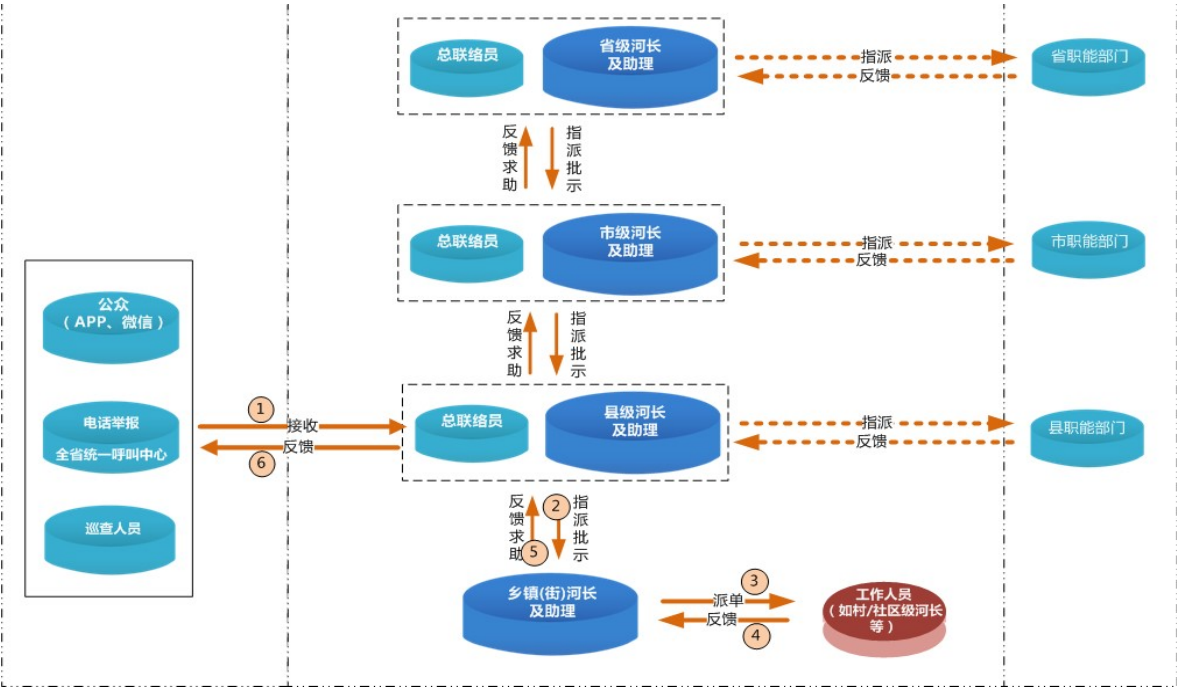 总联络员
省级河长
及助理
指派
反馈
省职能部门
反馈求助
指派批示
总联络员
市级河长
及助理
指派
反馈
市职能部门
反馈求助
指派批示
公众
（APP、微信）
电话举报
全省统一呼叫中心
巡查人员
1
接收
反馈
6
总联络员
县级河长
及助理
指派
反馈
县职能部门
反馈求助
5
2
指派批示
乡镇(街)河长
及助理
3
派单
反馈
4
工作人员
（如村/社区级河长
等）